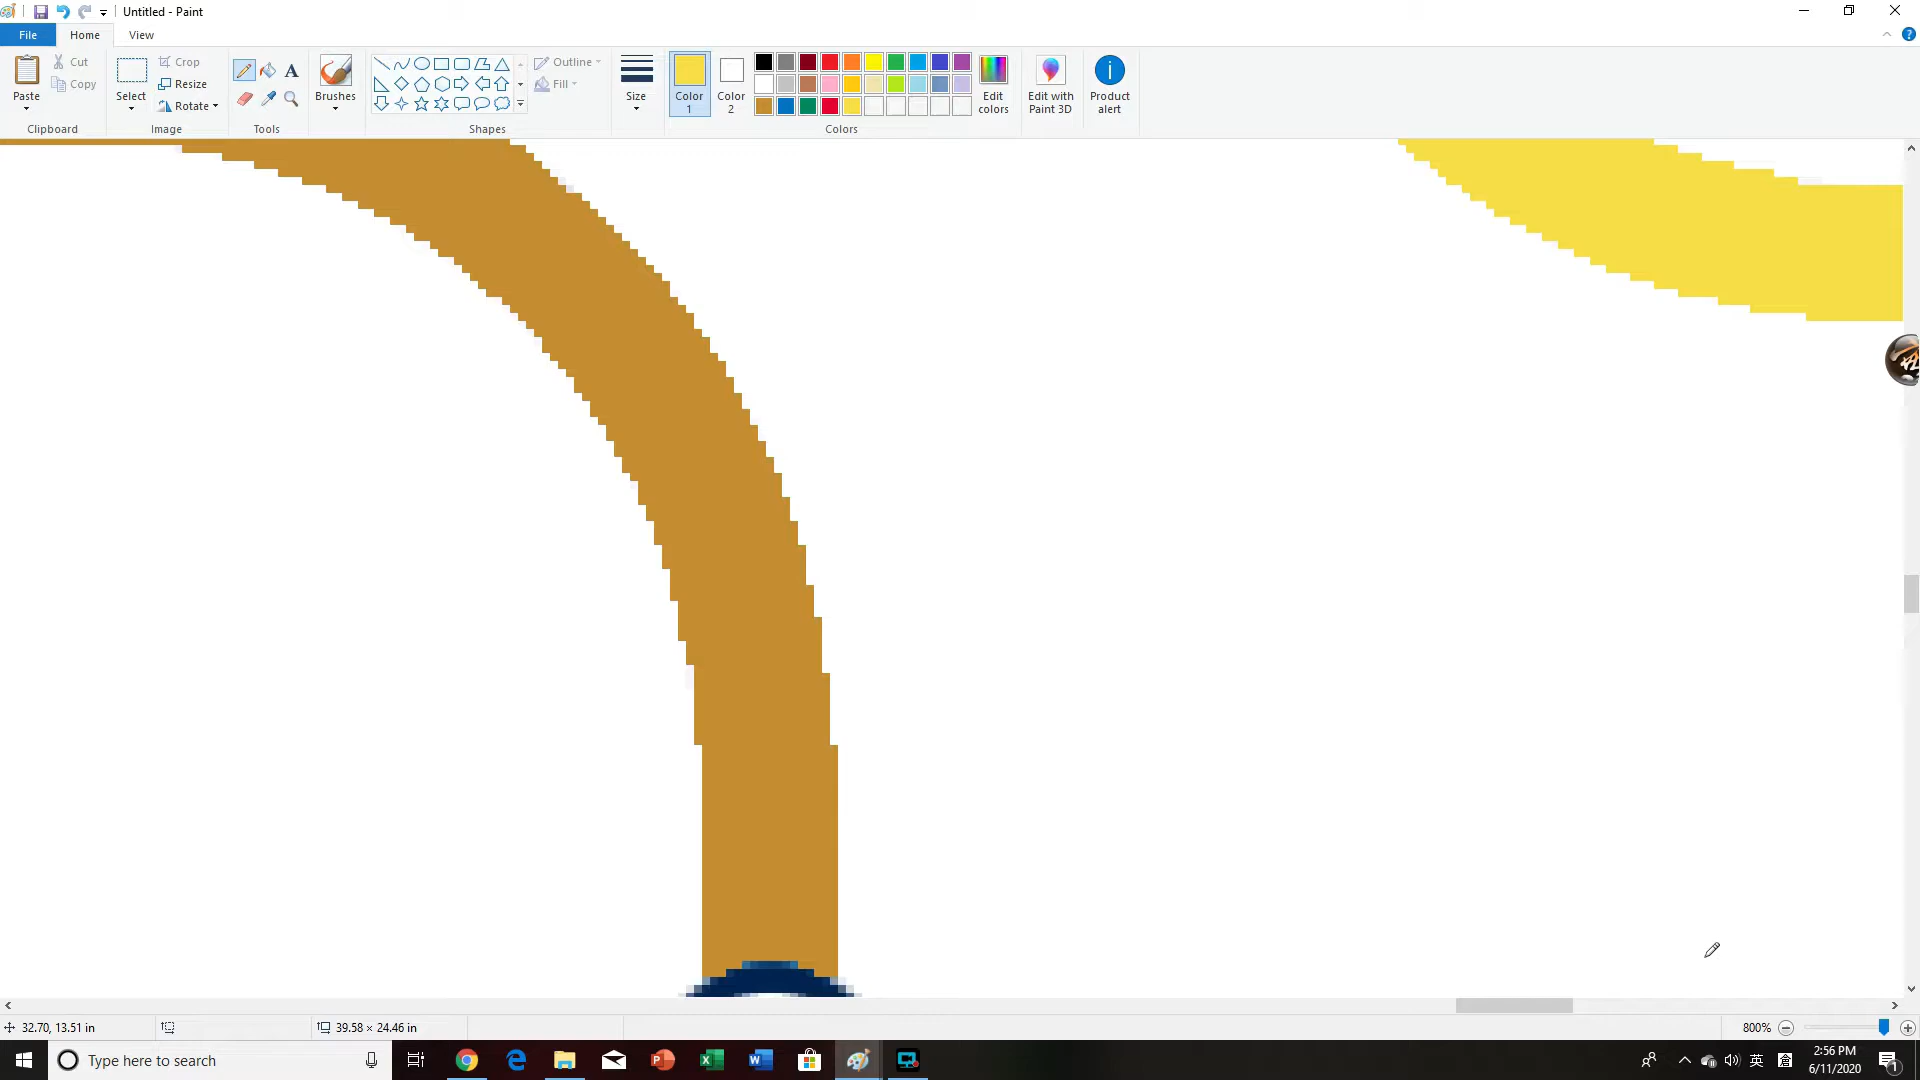 Untitled - Paint
File Home View
Paste
Cut
Copy
Clipboard
Select
Crop
Resize
Rotate
Image
A
Tools
Brushes
Shapes
Outline
Fill
Size
Color 1
Color 2
Colors
Edit colors
Edit with Paint 3D
Product alert
32.70, 13.51 in
39.58 × 24.46 in
800%
Type here to search
英
2:56 PM
6/11/2020
1